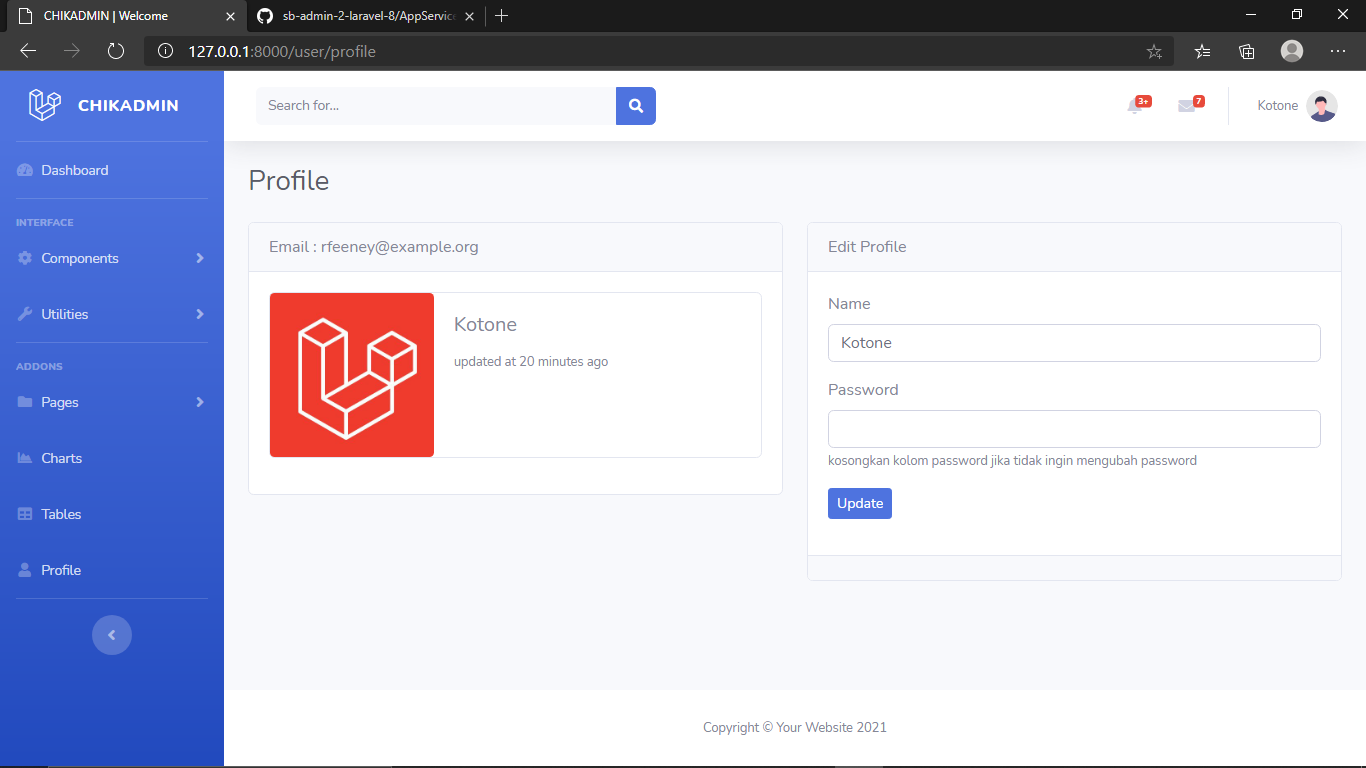 CHIKADMIN | Welcome
sb-admin-2-laravel-8/AppService
127.0.0.1:8000/user/profile
CHIKADMIN
Search for...
3+
7
Kotone
Dashboard
INTERFACE
Components
Utilities
ADDONS
Pages
Charts
Tables
Profile
Profile
Email : rfeeney@example.org
Kotone
updated at 20 minutes ago
Edit Profile
Name
Kotone
Password
kosongkan kolom password jika tidak ingin mengubah password
Update
Copyright © Your Website 2021